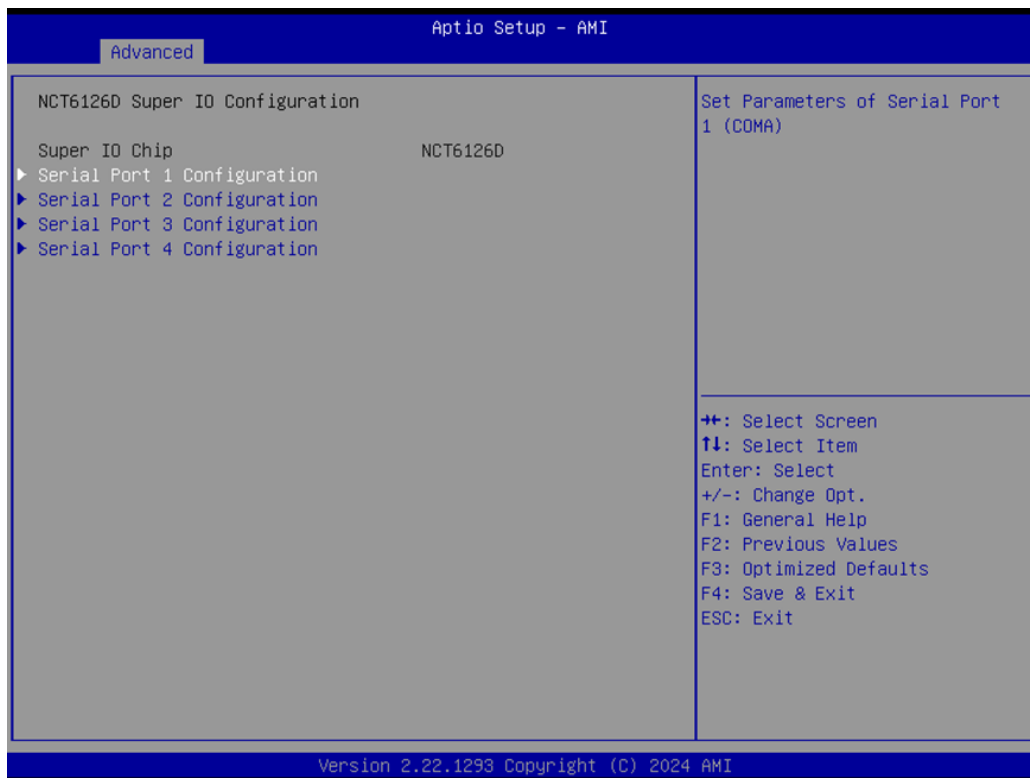 Aptio Setup - AMI
Advanced
NCT6126D Super IO Configuration
Super IO Chip NCT6126D
Serial Port 1 Configuration
Serial Port 2 Configuration
Serial Port 3 Configuration
Serial Port 4 Configuration
Set Parameters of Serial Port
1 (COMA)
→←: Select Screen
↑↓: Select Item
Enter: Select
+/-: Change Opt.
F1: General Help
F2: Previous Values
F3: Optimized Defaults
F4: Save & Exit
ESC: Exit
Version 2.22.1293 Copyright (C) 2024 AMI